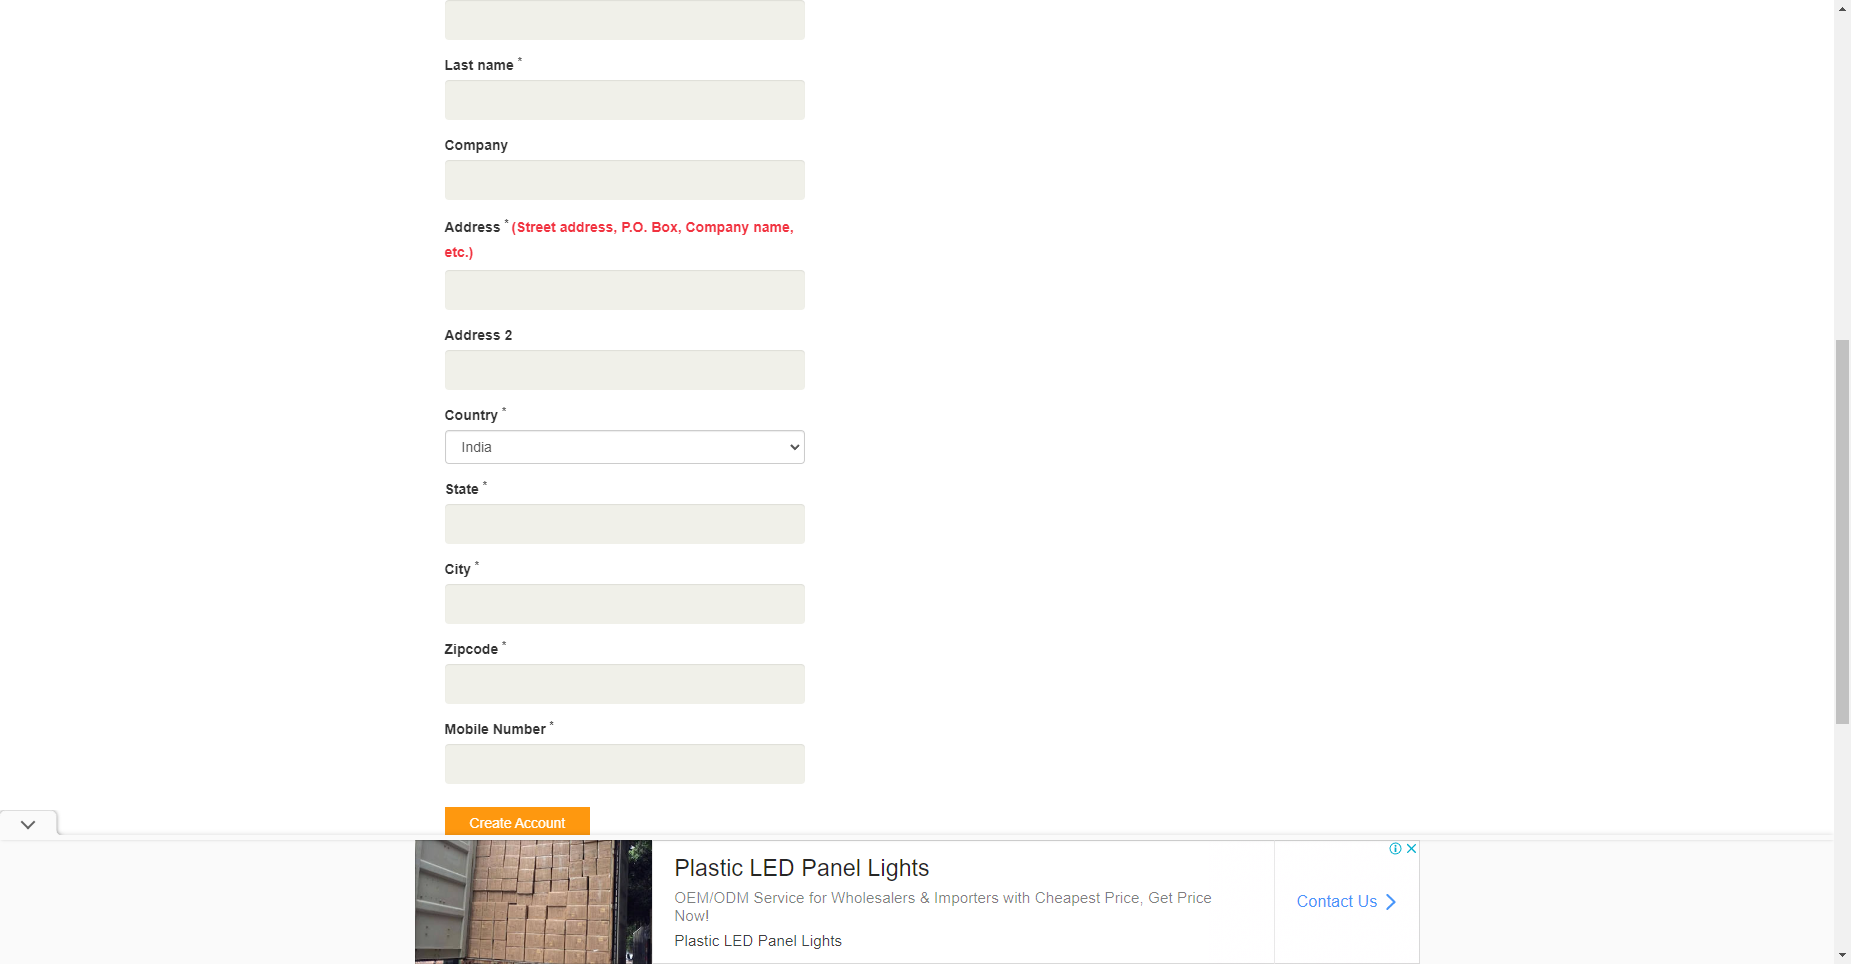 Last name *
Company
Address * (Street address, P.O. Box, Company name,
etc.)
Address 2
Country *
India
State *
City *
Zipcode *
Mobile Number *
Create Account
Plastic LED Panel Lights
OEM/ODM Service for Wholesalers & Importers with Cheapest Price, Get Price
Now!
Plastic LED Panel Lights
Contact Us